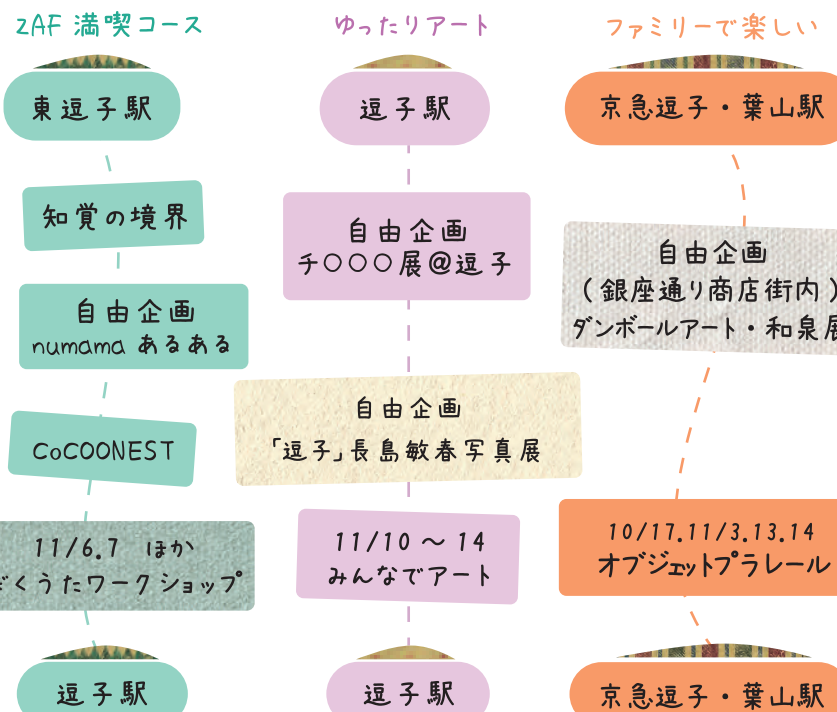 ZAF 満喫コース
東逗子駅
知覚の境界
自由企画
numama あるある
CoCOONEST
11/6.7 ほか
くうたワークショップ
逗子駅
ゆったりアート
逗子駅
自由企画
チ○○○展@逗子
自由企画
「逗子」長島敏春写真展
11/10 〜 14
みんなでアート
逗子駅
ファミリーで楽しい
京急逗子・葉山駅
自由企画
(銀座通り商店街内)
ダンボールアート・和泉展
10/17.11/3.13.14
オブジェットプラレール
京急逗子・葉山駅